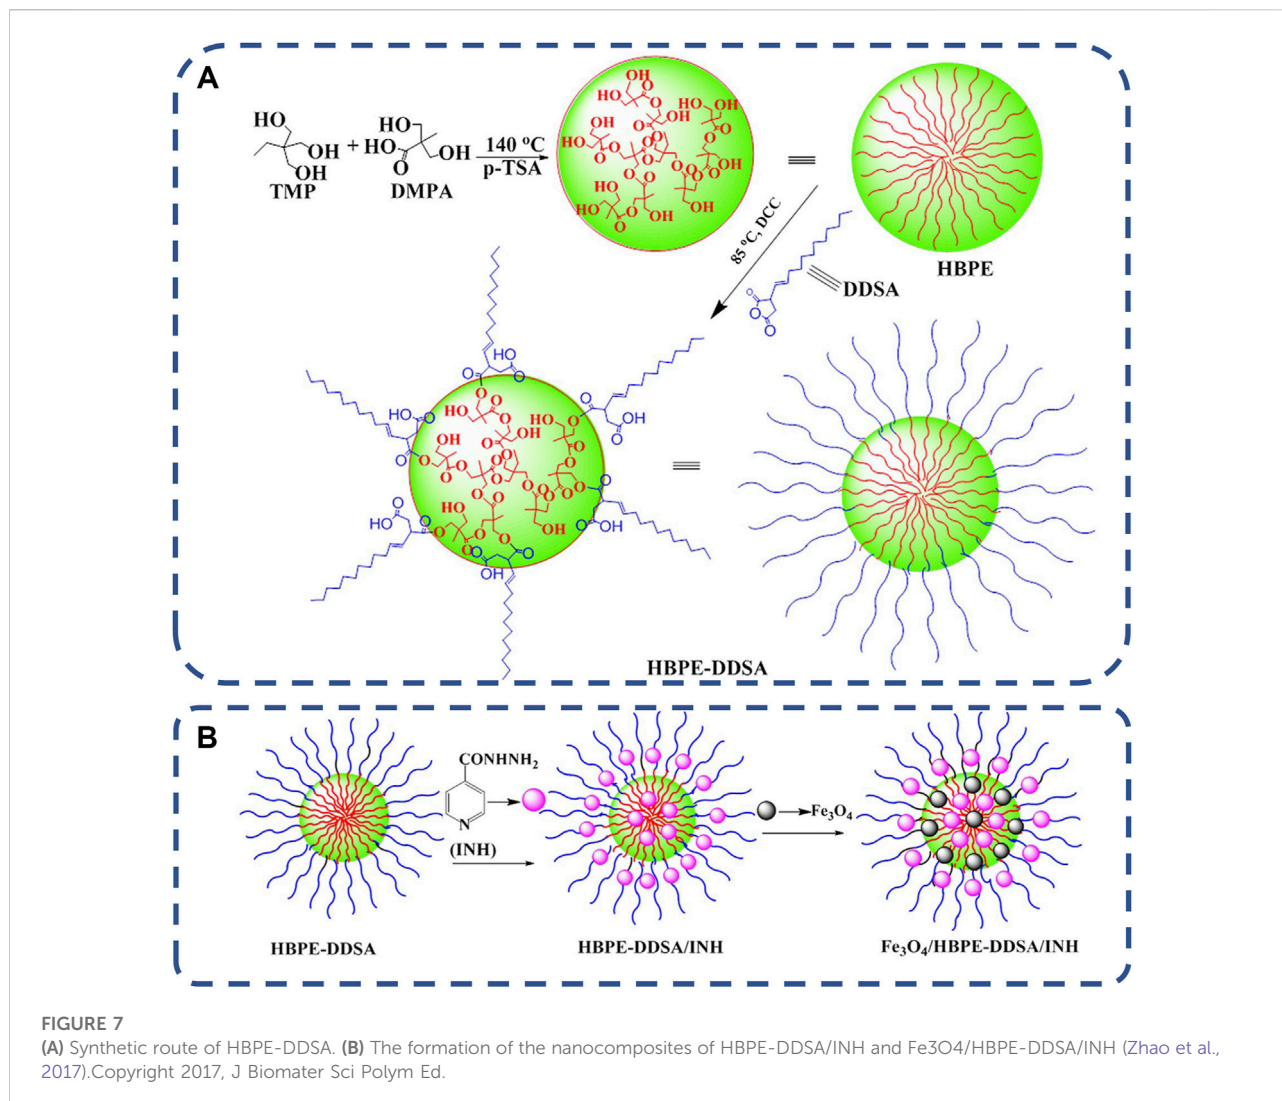 A
HO
OH
OH
TMP
+
HO
HO
O
OH
DMPA
140 °C
p-TSA
HBPE
85 °C, DCC
DDSA
HBPE-DDSA
B
CONHNH2
N
(INH)
Fe3O4
HBPE-DDSA
HBPE-DDSA/INH
Fe3O4/HBPE-DDSA/INH
FIGURE 7
(A) Synthetic route of HBPE-DDSA. (B) The formation of the nanocomposites of HBPE-DDSA/INH and Fe3O4/HBPE-DDSA/INH (Zhao et al.,
2017).Copyright 2017, J Biomater Sci Polym Ed.